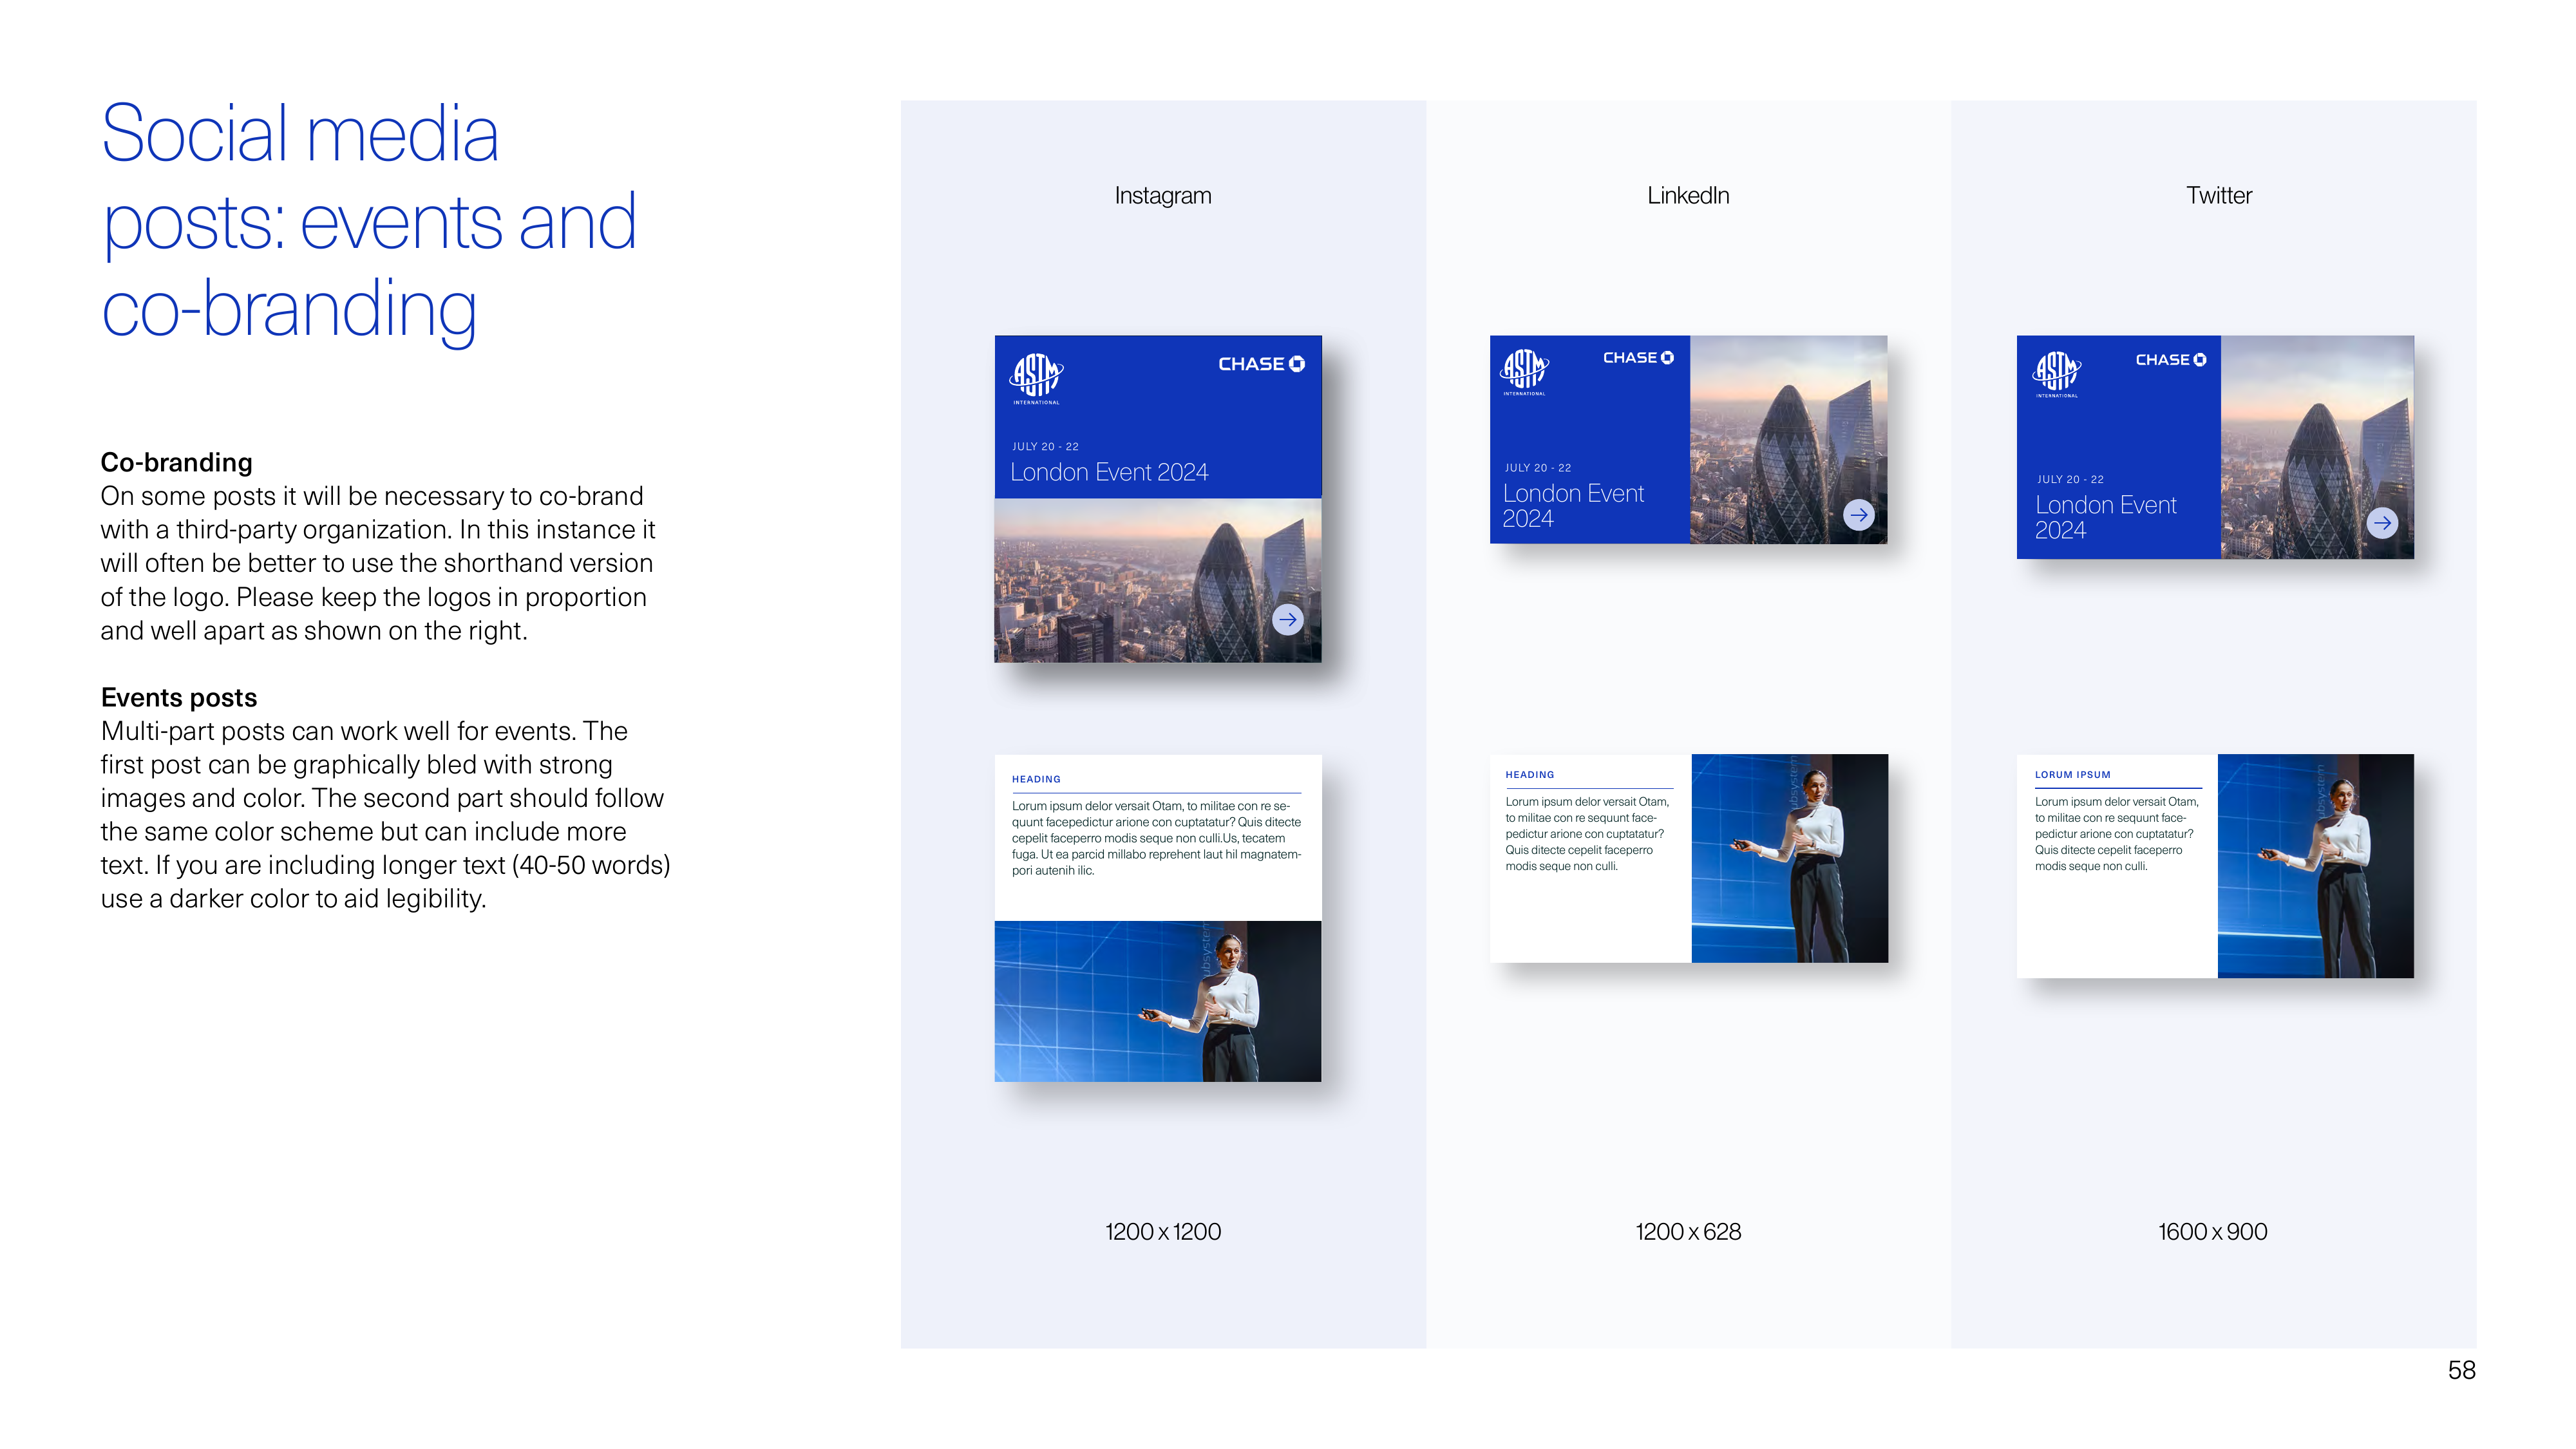 Social media
posts: events and
co-branding
Co-branding
On some posts it will be necessary to co-brand
with a third-party organization. In this instance it
will often be better to use the shorthand version
of the logo. Please keep the logos in proportion
and well apart as shown on the right.
Events posts
Multi-part posts can work well for events. The
first post can be graphically bled with strong
images and color. The second part should follow
the same color scheme but can include more
text. If you are including longer text (40-50 words)
use a darker color to aid legibility.
Instagram
ASTM
INTERNATIONAL
CHASE
JULY 20 - 22
London Event 2024
HEADING
Lorum ipsum delor versait Otam, to militae con re se-
quunt facepedictur arione con cuptatatur? Quis ditecte
cepelit faceperro modis seque non culli.Us, tecatem
fuga. Ut ea parcid millabo reprehent laut hil magnatem-
pori autenih ilic.
ubsystem
1200 x 1200
LinkedIn
ASTM
INTERNATIONAL
CHASE
JULY 20 - 22
London Event
2024
HEADING
Lorum ipsum delor versait Otam,
to militae con re sequunt face-
pedictur arione con cuptatatur?
Quis ditecte cepelit faceperro
modis seque non culli.
ubsystem
1200 x 628
Twitter
ASTM
INTERNATIONAL
CHASE
JULY 20 - 22
London Event
2024
LORUM IPSUM
Lorum ipsum delor versait Otam,
to militae con re sequunt face-
pedictur arione con cuptatatur?
Quis ditecte cepelit faceperro
modis seque non culli.
ubsystem
1600 x 900
58